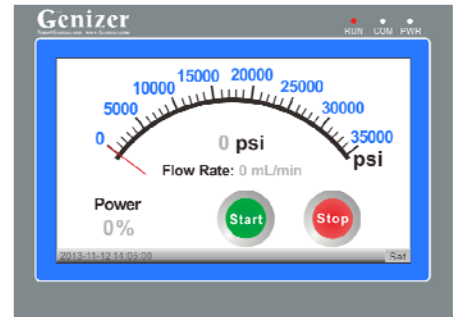 Genizer
RUN COM PWR
0 5000 10000 15000 20000 25000 30000 35000
0 psi
psi
Flow Rate: 0 mL/min
Power
0%
Start
Stop
2013-11-12 14:05:00
Sat